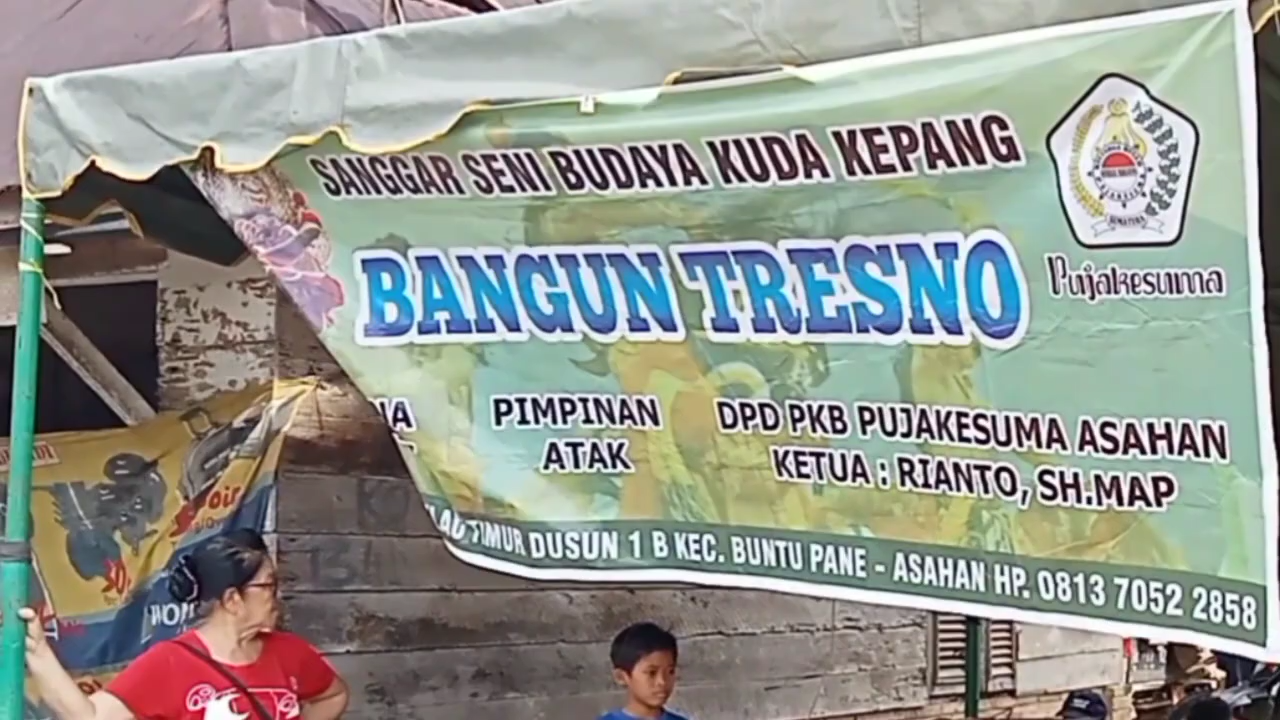 SANGGAR SENI BUDAYA KUDA KEPANG
BANGUN TRESNO
Pujakesuma
PIMPINAN
ATAK
DPD PKB PUJAKESUMA ASAHAN
KETUA : RIANTO, SH.MAP
TIMUR DUSUN 1 B KEC. BUNTU PANE - ASAHAN HP. 0813 7052 2858